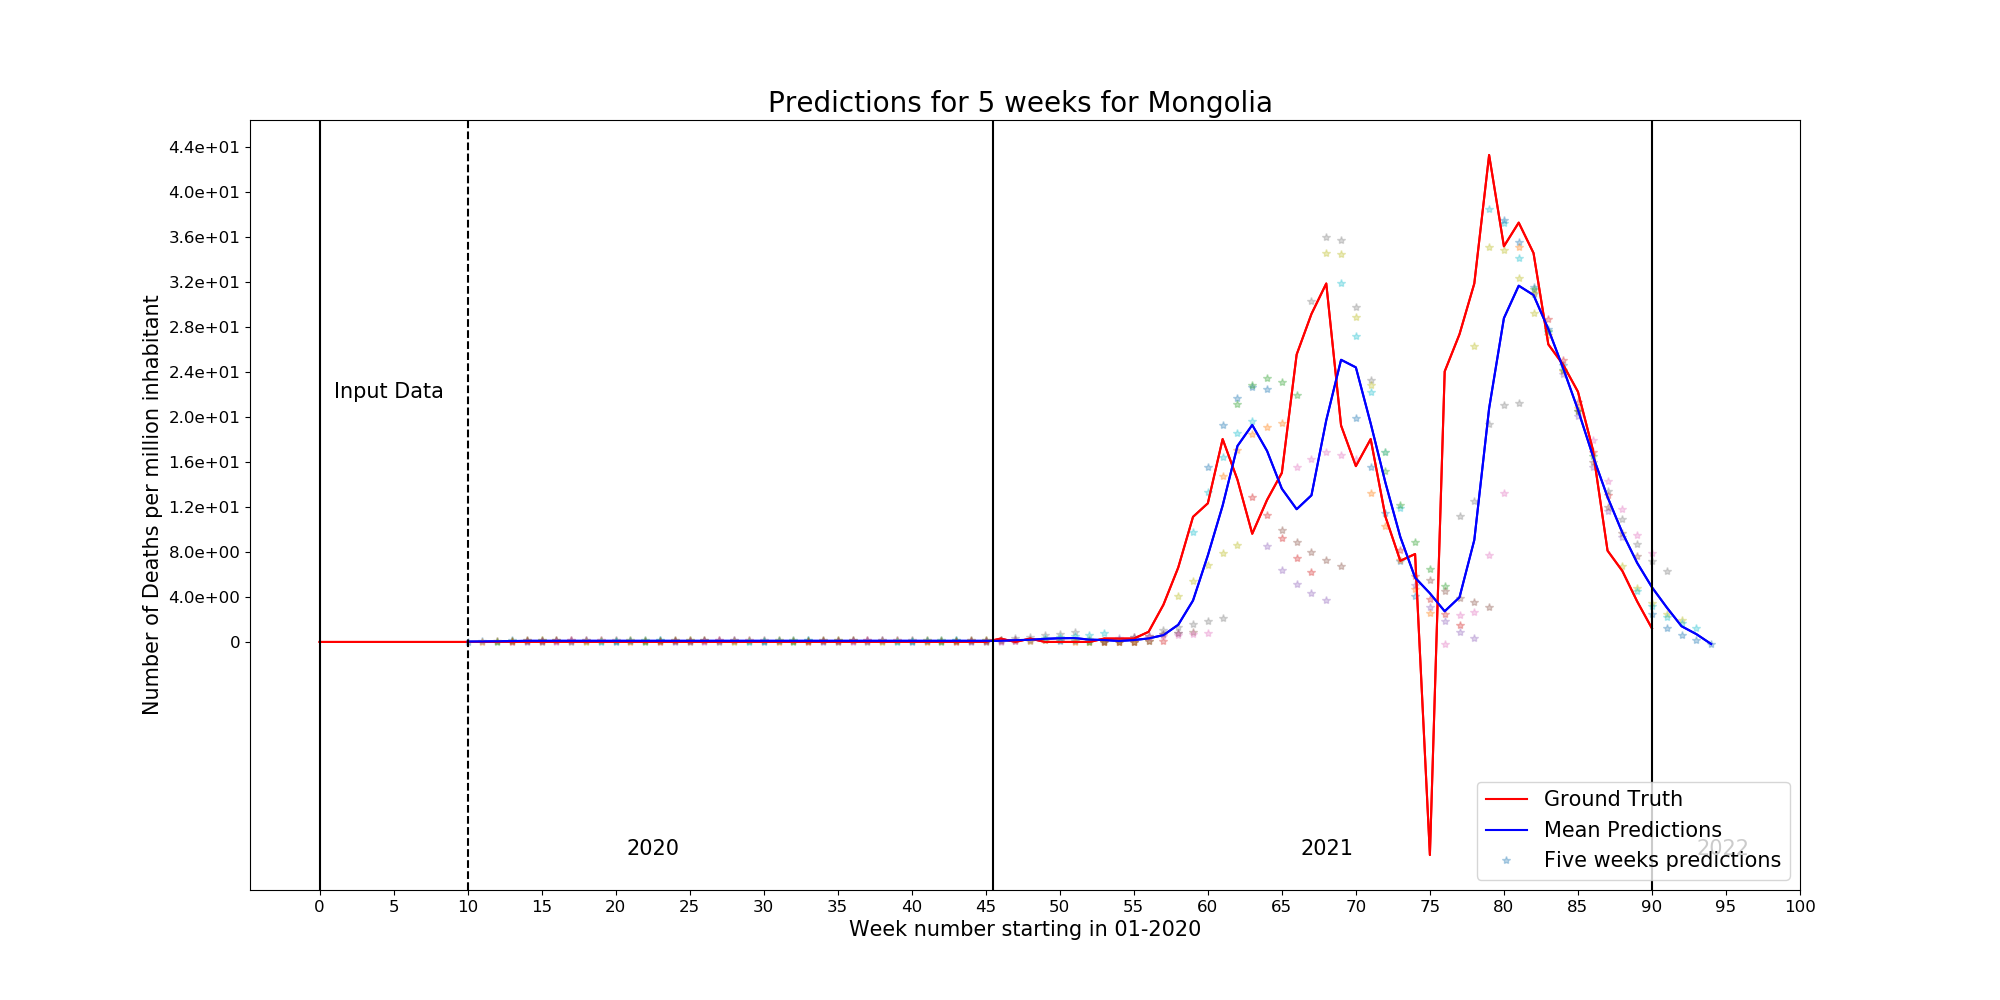 Predictions for 5 weeks for Mongolia
Number of Deaths per million inhabitant
4.4e+01
4.0e+01
3.6e+01
3.2e+01
2.8e+01
2.4e+01
2.0e+01
1.6e+01
1.2e+01
8.0e+00
4.0e+00
0
Input Data
2020
2021
2022
Ground Truth
Mean Predictions
Five weeks predictions
0 5 10 15 20 25 30 35 40 45 50 55 60 65 70 75 80 85 90 95 100
Week number starting in 01-2020